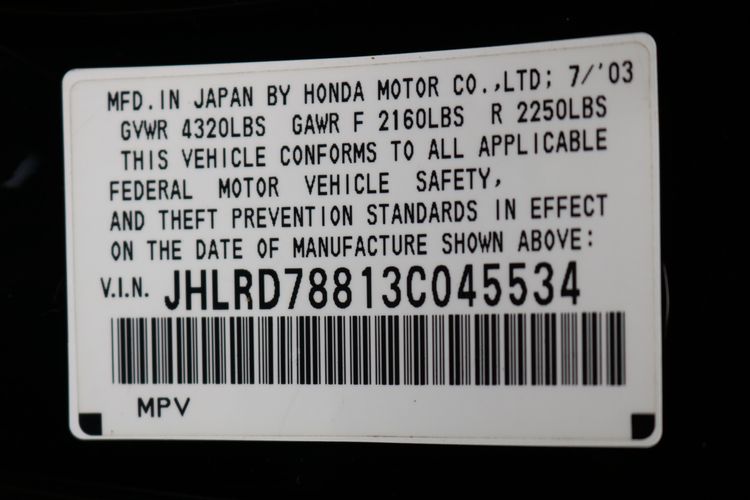 MFD. IN JAPAN BY HONDA MOTOR CO.,LTD; 7/'03
GVWR 4320LBS GAWR F 2160LBS R 2250LBS
THIS VEHICLE CONFORMS TO ALL APPLICABLE
FEDERAL MOTOR VEHICLE SAFETY,
AND THEFT PREVENTION STANDARDS IN EFFECT
ON THE DATE OF MANUFACTURE SHOWN ABOVE:
V.I.N. JHLRD78813C045534
MPV